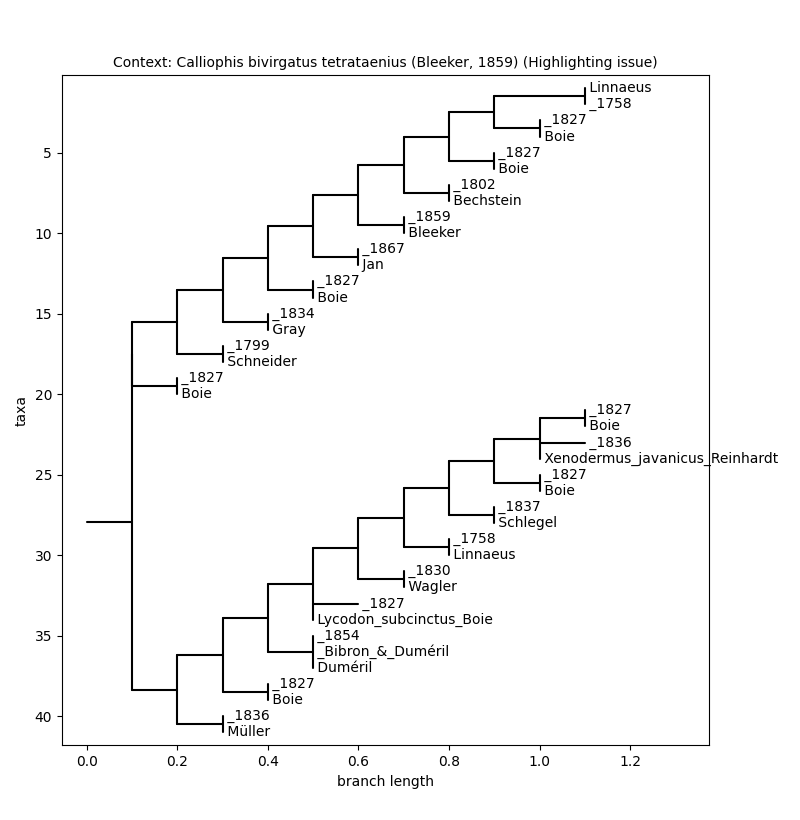 Context: Calliophis bivirgatus tetrataenius (Bleeker, 1859) (Highlighting issue)
Linnaeus
_1758
_1827
Boie
_1827
Boie
_1802
Bechstein
_1859
Bleeker
_1867
Jan
_1827
Boie
_1834
Gray
_1799
Schneider
_1827
Boie
_1827
Boie
_1836
Xenodermus_javanicus_Reinhardt
_1827
Boie
_1837
Schlegel
_1758
Linnaeus
_1830
Wagler
_1827
Lycodon_subcinctus_Boie
_1854
_Bibron_&_Duméril
Duméril
_1827
Boie
_1836
Müller
5
10
15
20
25
30
35
40
taxa
0.0 0.2 0.4 0.6 0.8 1.0 1.2
branch length